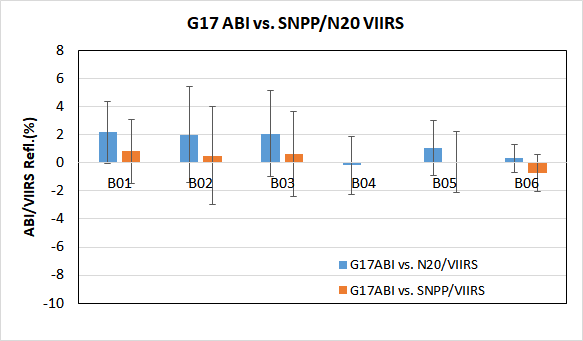 G17 ABI vs. SNPP/N20 VIIRS
ABI/VIIRS Refl.(%)
8
6
4
2
0
-2
-4
-6
-8
-10
B01 B02 B03 B04 B05 B06
G17ABI vs. N20/VIIRS
G17ABI vs. SNPP/VIIRS